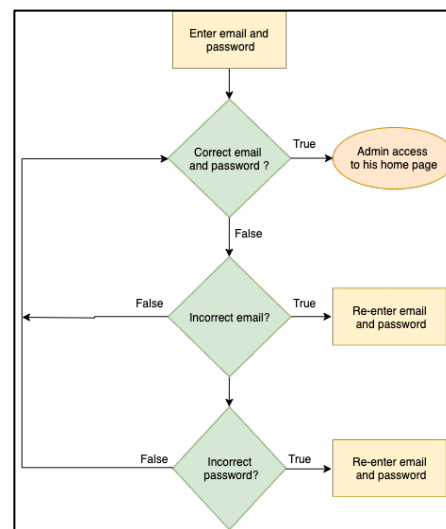 Enter email and
password
Correct email
and password ?
True
Admin access
to his home page
False
False
Incorrect email?
True
Re-enter email
and password
False
Incorrect
password?
True
Re-enter email
and password